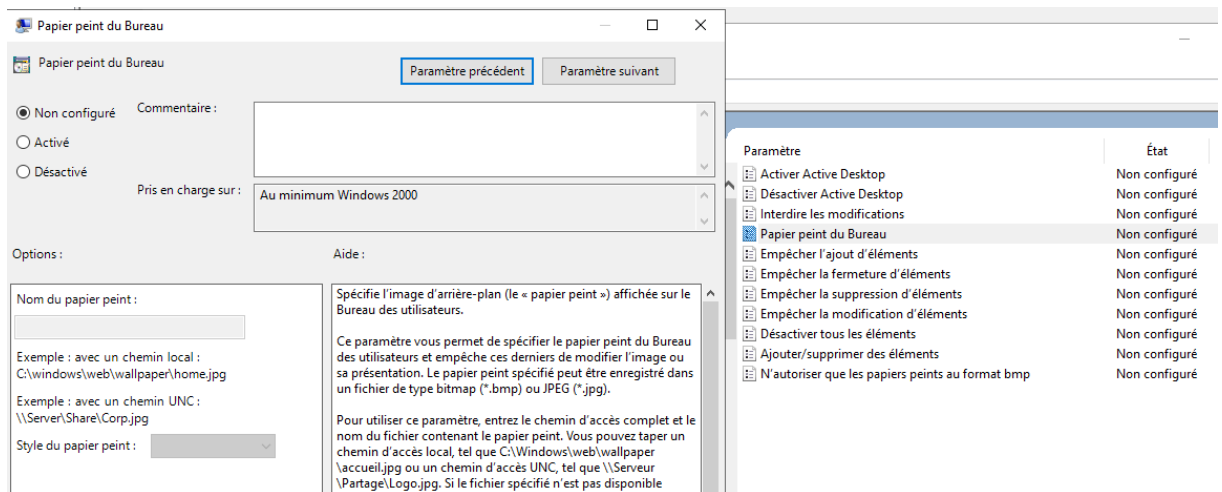 Papier peint du Bureau
Papier peint du Bureau
Paramètre précédent
Paramètre suivant
Non configuré
Activé
Désactivé
Commentaire :
Pris en charge sur :
Au minimum Windows 2000
Options :
Aide :
Nom du papier peint :
Exemple : avec un chemin local :
C:\windows\web\wallpaper\home.jpg
Exemple : avec un chemin UNC :
\\Server\Share\Corp.jpg
Style du papier peint :
Spécifie l'image d'arrière-plan (le « papier peint ») affichée sur le
Bureau des utilisateurs.
Ce paramètre vous permet de spécifier le papier peint du Bureau
des utilisateurs et empêche ces derniers de modifier l'image ou
sa présentation. Le papier peint spécifié peut être enregistré dans
un fichier de type bitmap (*.bmp) ou JPEG (*.jpg).
Pour utiliser ce paramètre, entrez le chemin d'accès complet et le
nom du fichier contenant le papier peint. Vous pouvez taper un
chemin d'accès local, tel que C:\Windows\web\wallpaper
\accueil.jpg ou un chemin d'accès UNC, tel que \\Serveur
\Partage\Logo.jpg. Si le fichier spécifié n'est pas disponible
Paramètre État
Activer Active Desktop Non configuré
Désactiver Active Desktop Non configuré
Interdire les modifications Non configuré
Papier peint du Bureau Non configuré
Empêcher l'ajout d'éléments Non configuré
Empêcher la fermeture d'éléments Non configuré
Empêcher la suppression d'éléments Non configuré
Empêcher la modification d'éléments Non configuré
Désactiver tous les éléments Non configuré
Ajouter/supprimer des éléments Non configuré
N'autoriser que les papiers peints au format bmp Non configuré